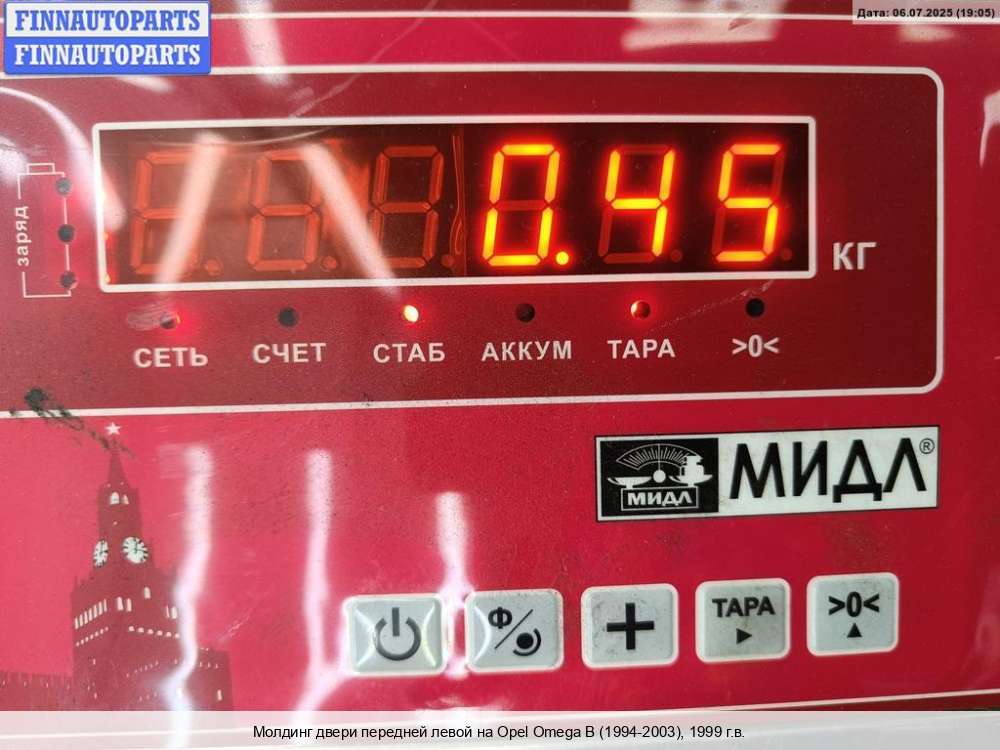 FINNAUTOPARTS
FINNAUTOPARTS
Дата: 06.07.2025 (19:05)
заряд
0.45
КГ
СЕТЬ СЧЕТ СТАБ АККУМ ТАРА >0<
МИДЛ
МИДЛ®
Ф/
+
ТАРА
>0<
Молдинг двери передней левой на Opel Omega B (1994-2003), 1999 г.в.